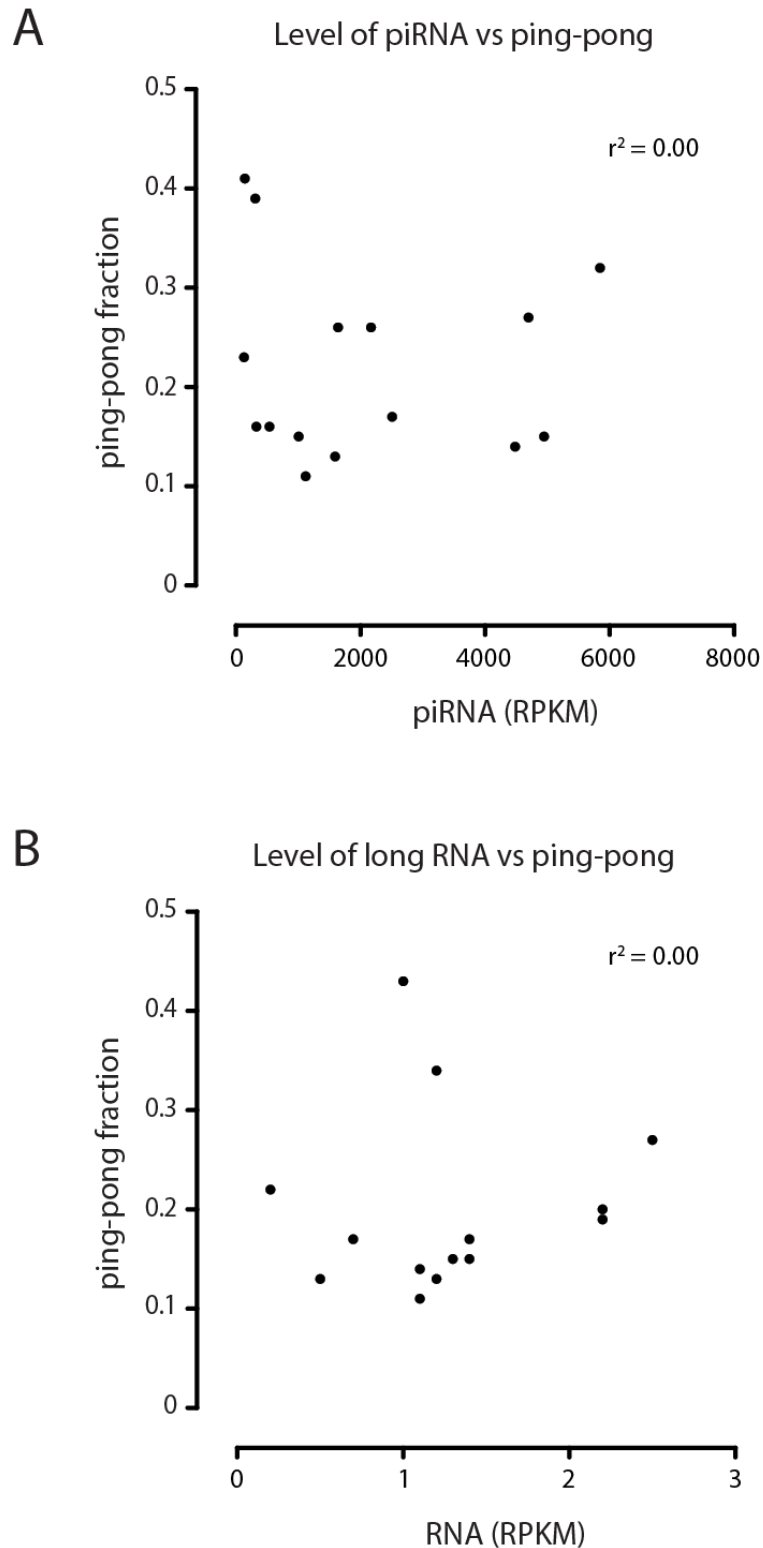 A
Level of piRNA vs ping-pong
r² = 0.00
ping-pong fraction
0.5
0.4
0.3
0.2
0.1
0
0 2000 4000 6000 8000
piRNA (RPKM)
B
Level of long RNA vs ping-pong
r² = 0.00
ping-pong fraction
0.5
0.4
0.3
0.2
0.1
0
0 1 2 3
RNA (RPKM)